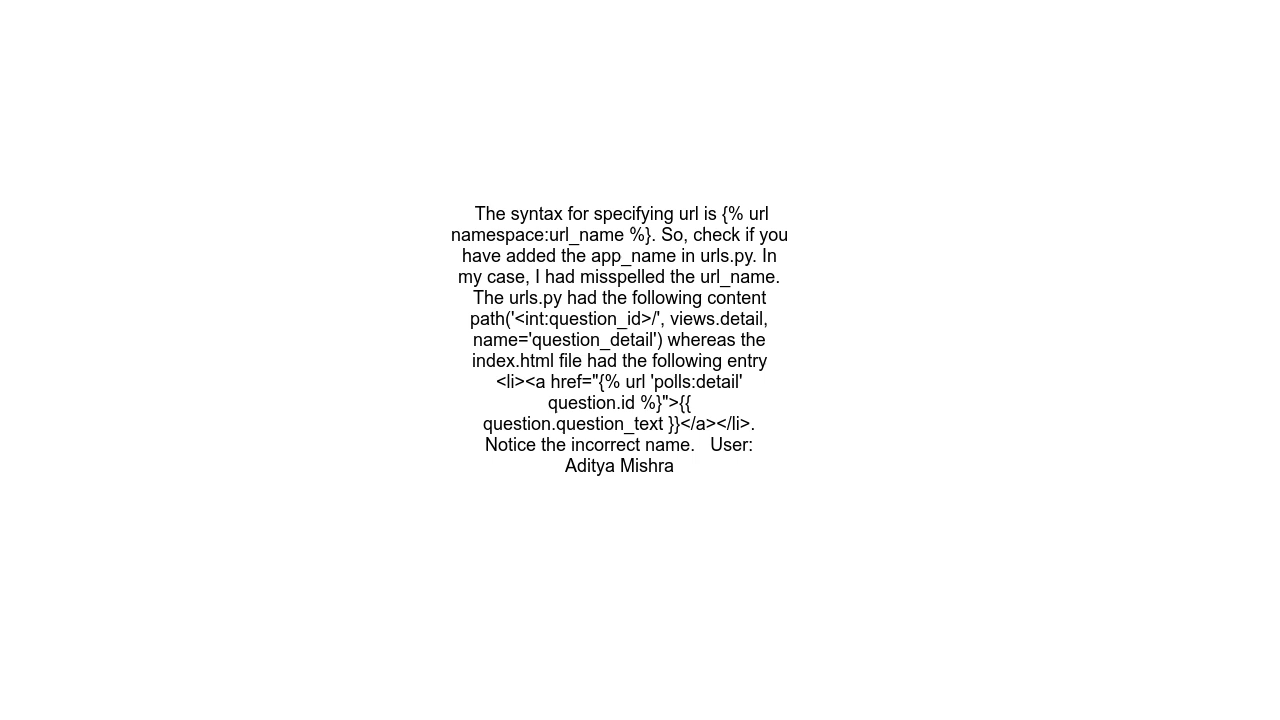 The syntax for specifying url is {% url
namespace:url_name %}. So, check if you
have added the app_name in urls.py. In
my case, I had misspelled the url_name.
The urls.py had the following content
path('<int:question_id>/', views.detail,
name='question_detail') whereas the
index.html file had the following entry
<li><a href="{% url 'polls:detail'
question.id %}">{{
question.question_text }}</a></li>.
Notice the incorrect name.   User:
Aditya Mishra